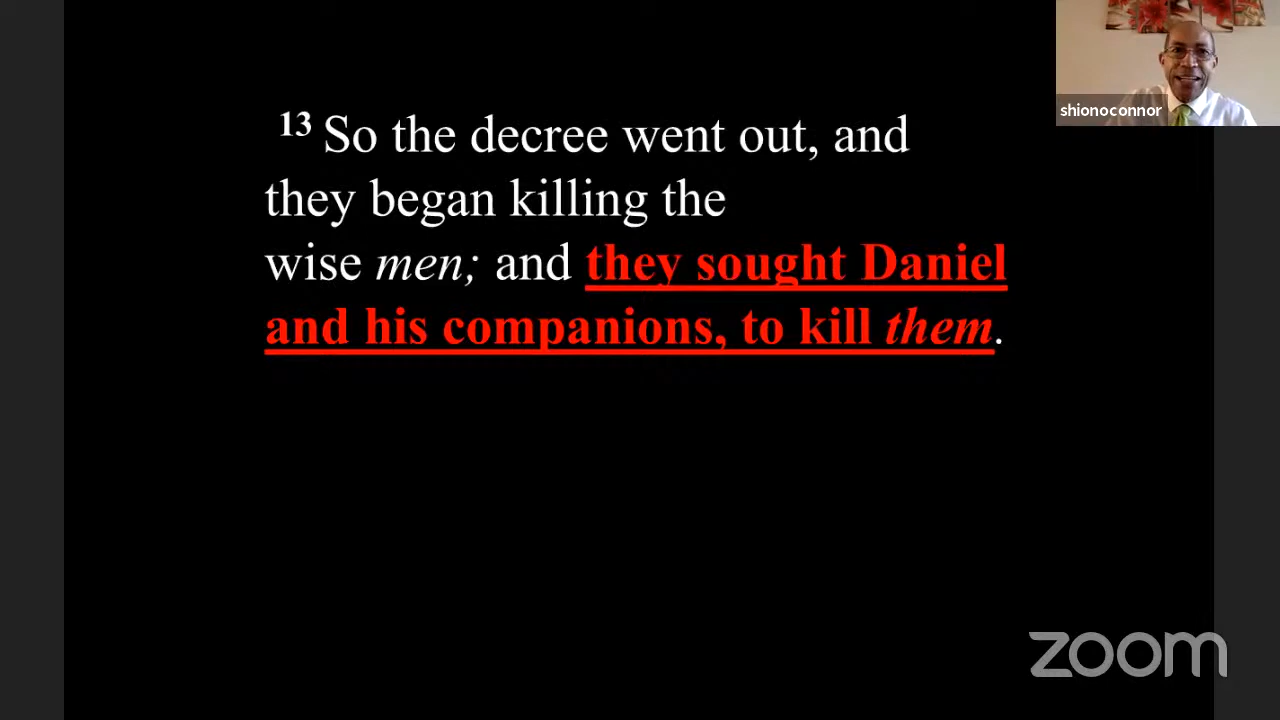 shionoconnor
13 So the decree went out, and
they began killing the
wise men; and they sought Daniel
and his companions, to kill them.
zoom